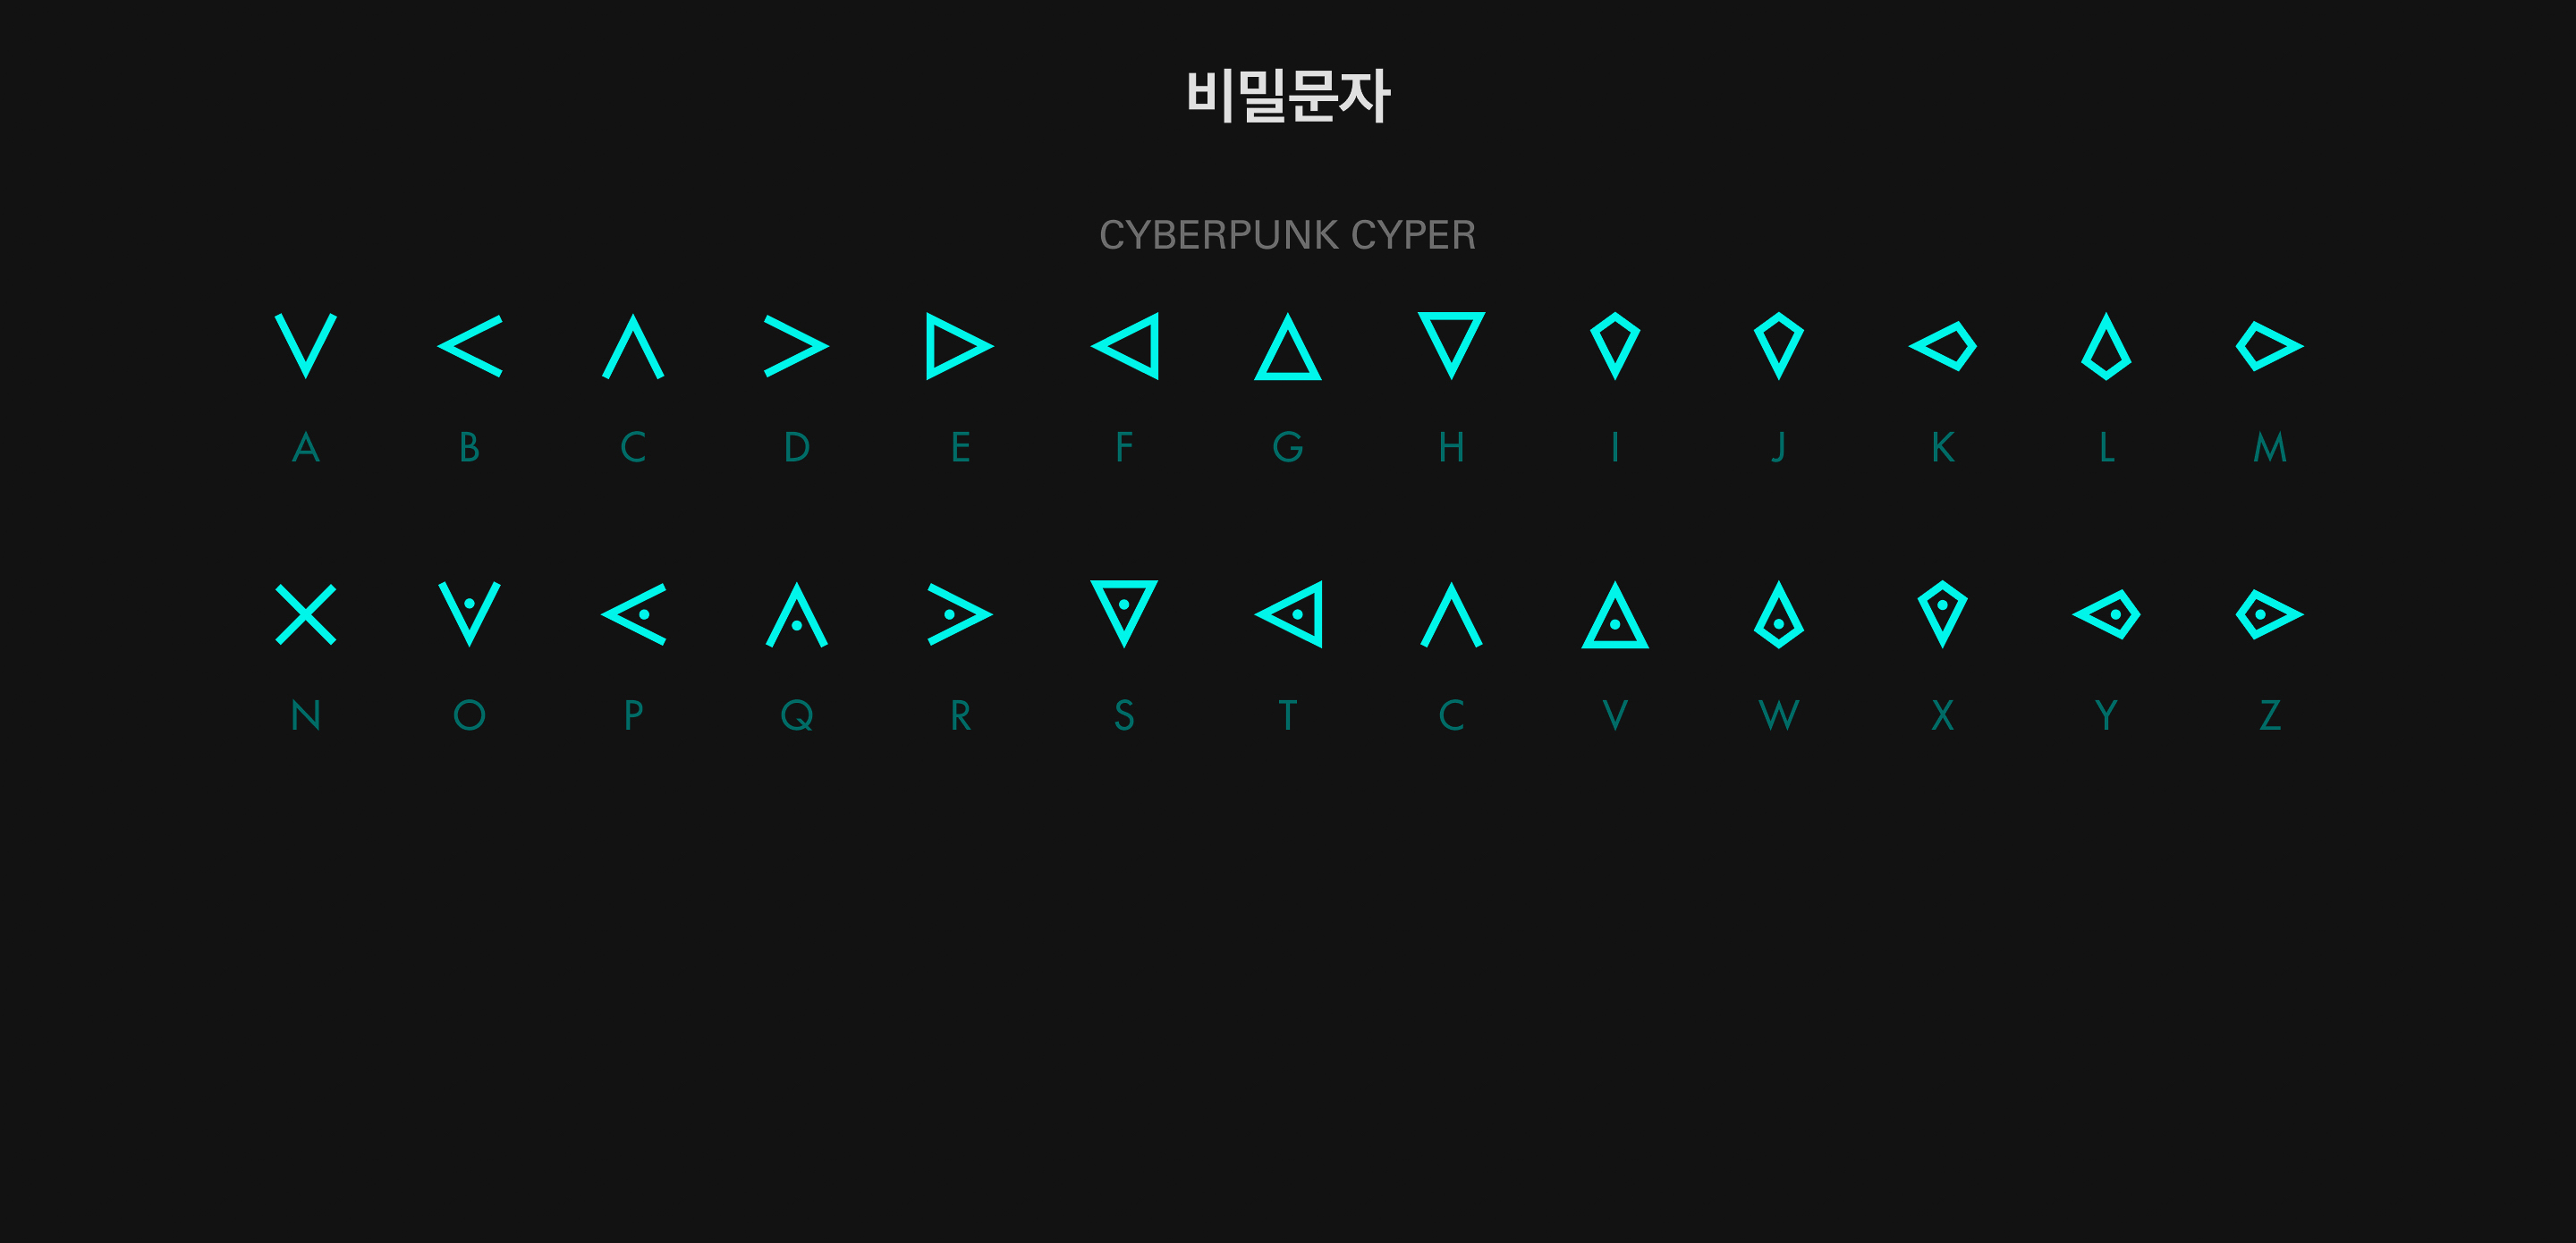 비밀문자
CYBERPUNK CYPER
A B C D E F G H I J K L M
N O P Q R S T C V W X Y Z